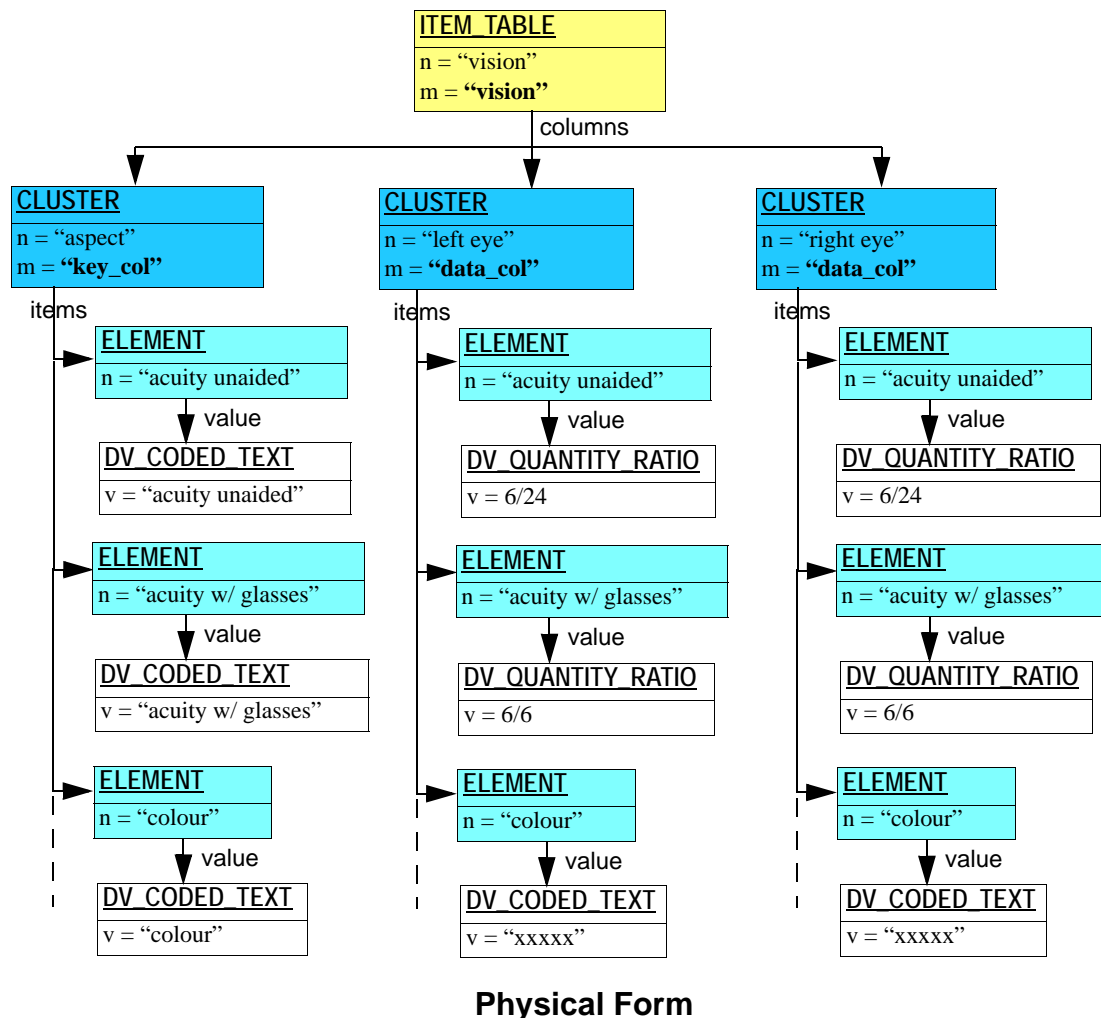 ITEM_TABLE
n = “vision”
m = “vision”
columns
CLUSTER
n = “aspect”
m = “key_col”
items
ELEMENT
n = “acuity unaided”
value
DV_CODED_TEXT
v = “acuity unaided”
ELEMENT
n = “acuity w/ glasses”
value
DV_CODED_TEXT
v = “acuity w/ glasses”
ELEMENT
n = “colour”
value
DV_CODED_TEXT
v = “colour”
CLUSTER
n = “left eye”
m = “data_col”
items
ELEMENT
n = “acuity unaided”
value
DV_QUANTITY_RATIO
v = 6/24
ELEMENT
n = “acuity w/ glasses”
value
DV_QUANTITY_RATIO
v = 6/6
ELEMENT
n = “colour”
value
DV_CODED_TEXT
v = “xxxxx”
CLUSTER
n = “right eye”
m = “data_col”
items
ELEMENT
n = “acuity unaided”
value
DV_QUANTITY_RATIO
v = 6/24
ELEMENT
n = “acuity w/ glasses”
value
DV_QUANTITY_RATIO
v = 6/6
ELEMENT
n = “colour”
value
DV_CODED_TEXT
v = “xxxxx”
Physical Form